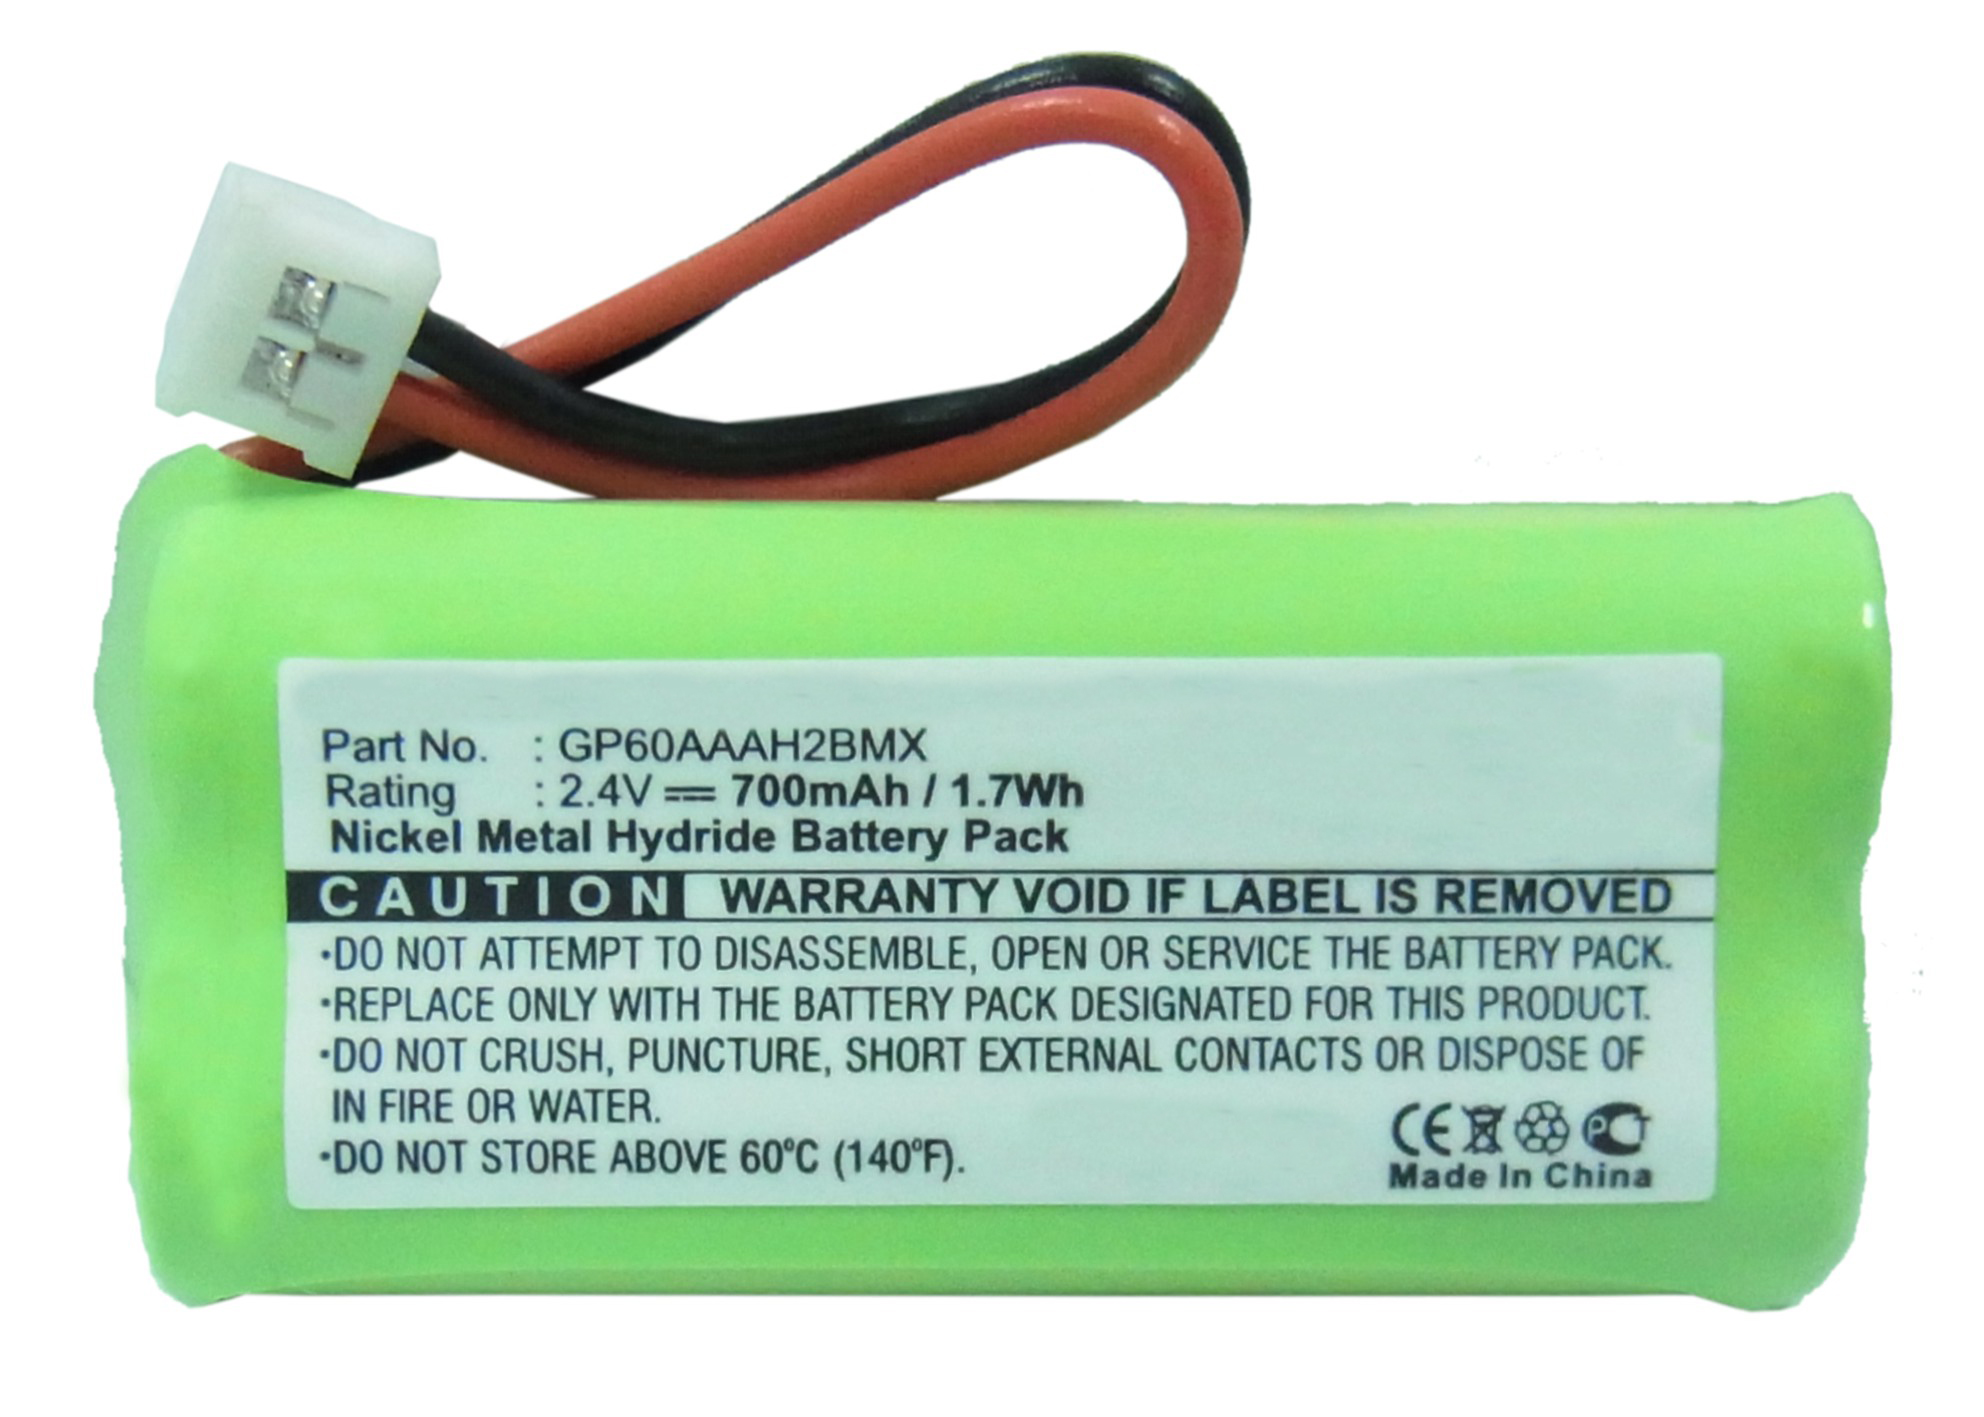 Part No. : GP60AAAH2BMX
Rating : 2.4V ⎓ 700mAh / 1.7Wh
Nickel Metal Hydride Battery Pack
CAUTION WARRANTY VOID IF LABEL IS REMOVED
·DO NOT ATTEMPT TO DISASSEMBLE, OPEN OR SERVICE THE BATTERY PACK.
·REPLACE ONLY WITH THE BATTERY PACK DESIGNATED FOR THIS PRODUCT.
·DO NOT CRUSH, PUNCTURE, SHORT EXTERNAL CONTACTS OR DISPOSE OF
IN FIRE OR WATER.
·DO NOT STORE ABOVE 60°C (140°F).
CE PCT
Made In China